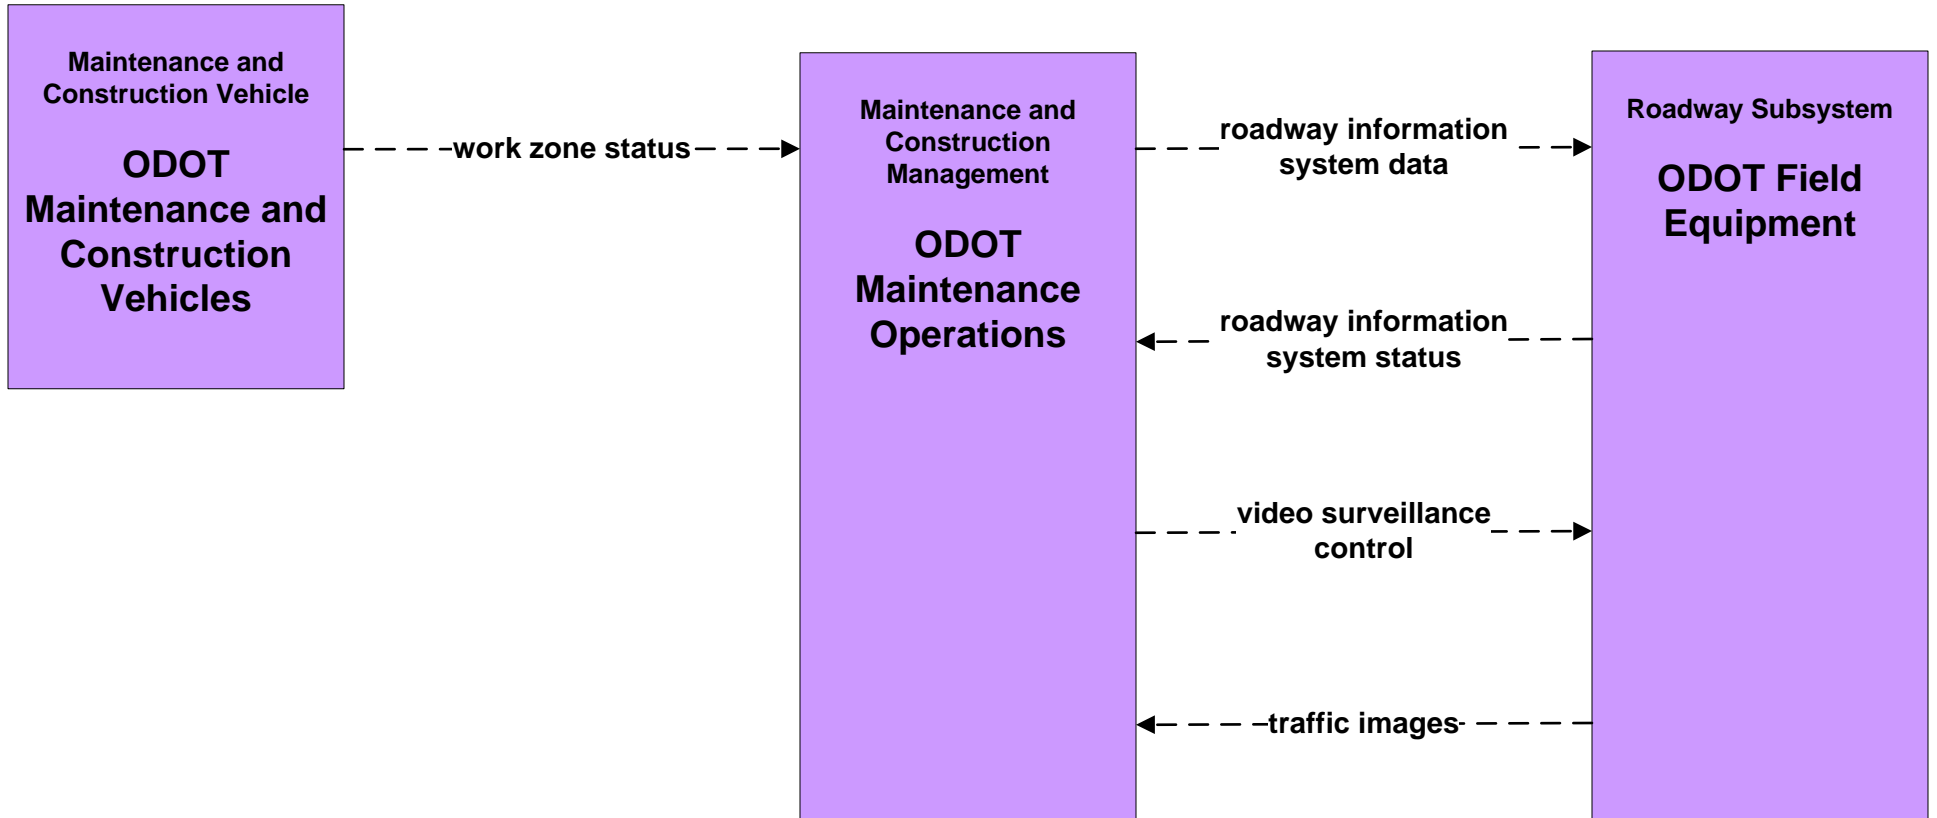 Maintenance and
Construction Vehicle
ODOT
Maintenance and
Construction
Vehicles
work zone status
Maintenance and
Construction
Management
ODOT
Maintenance
Operations
roadway information
system data
roadway information
system status
video surveillance
control
traffic images
Roadway Subsystem
ODOT Field
Equipment